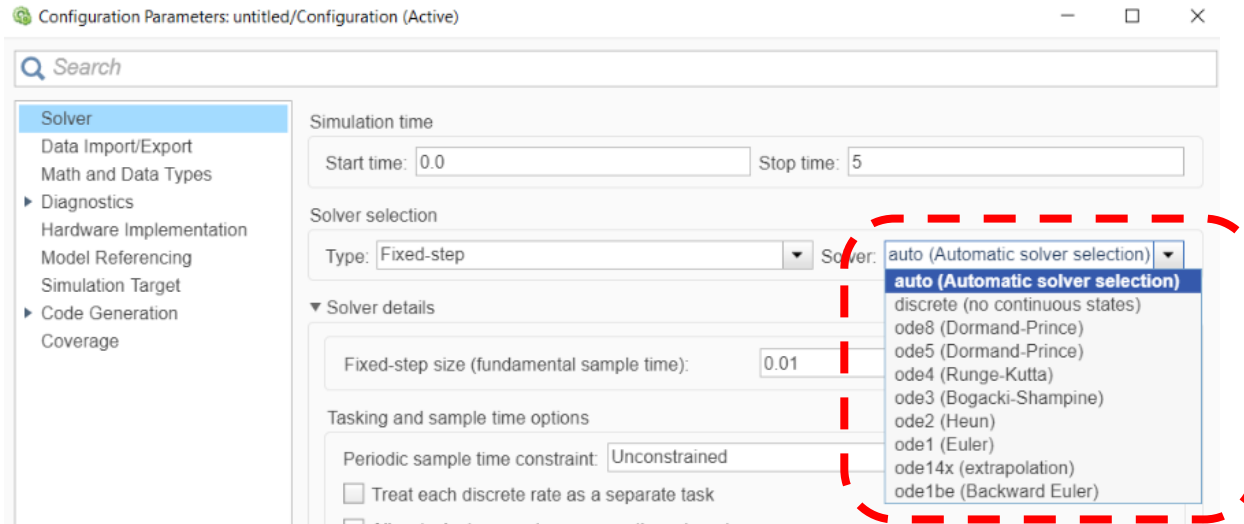 Configuration Parameters: untitled/Configuration (Active)
Search
Solver
Data Import/Export
Math and Data Types
Diagnostics
Hardware Implementation
Model Referencing
Simulation Target
Code Generation
Coverage
Simulation time
Start time: 0.0 Stop time: 5
Solver selection
Type: Fixed-step Solver: auto (Automatic solver selection)
auto (Automatic solver selection)
discrete (no continuous states)
ode8 (Dormand-Prince)
ode5 (Dormand-Prince)
ode4 (Runge-Kutta)
ode3 (Bogacki-Shampine)
ode2 (Heun)
ode1 (Euler)
ode14x (extrapolation)
ode1be (Backward Euler)
Solver details
Fixed-step size (fundamental sample time): 0.01
Tasking and sample time options
Periodic sample time constraint: Unconstrained
Treat each discrete rate as a separate task